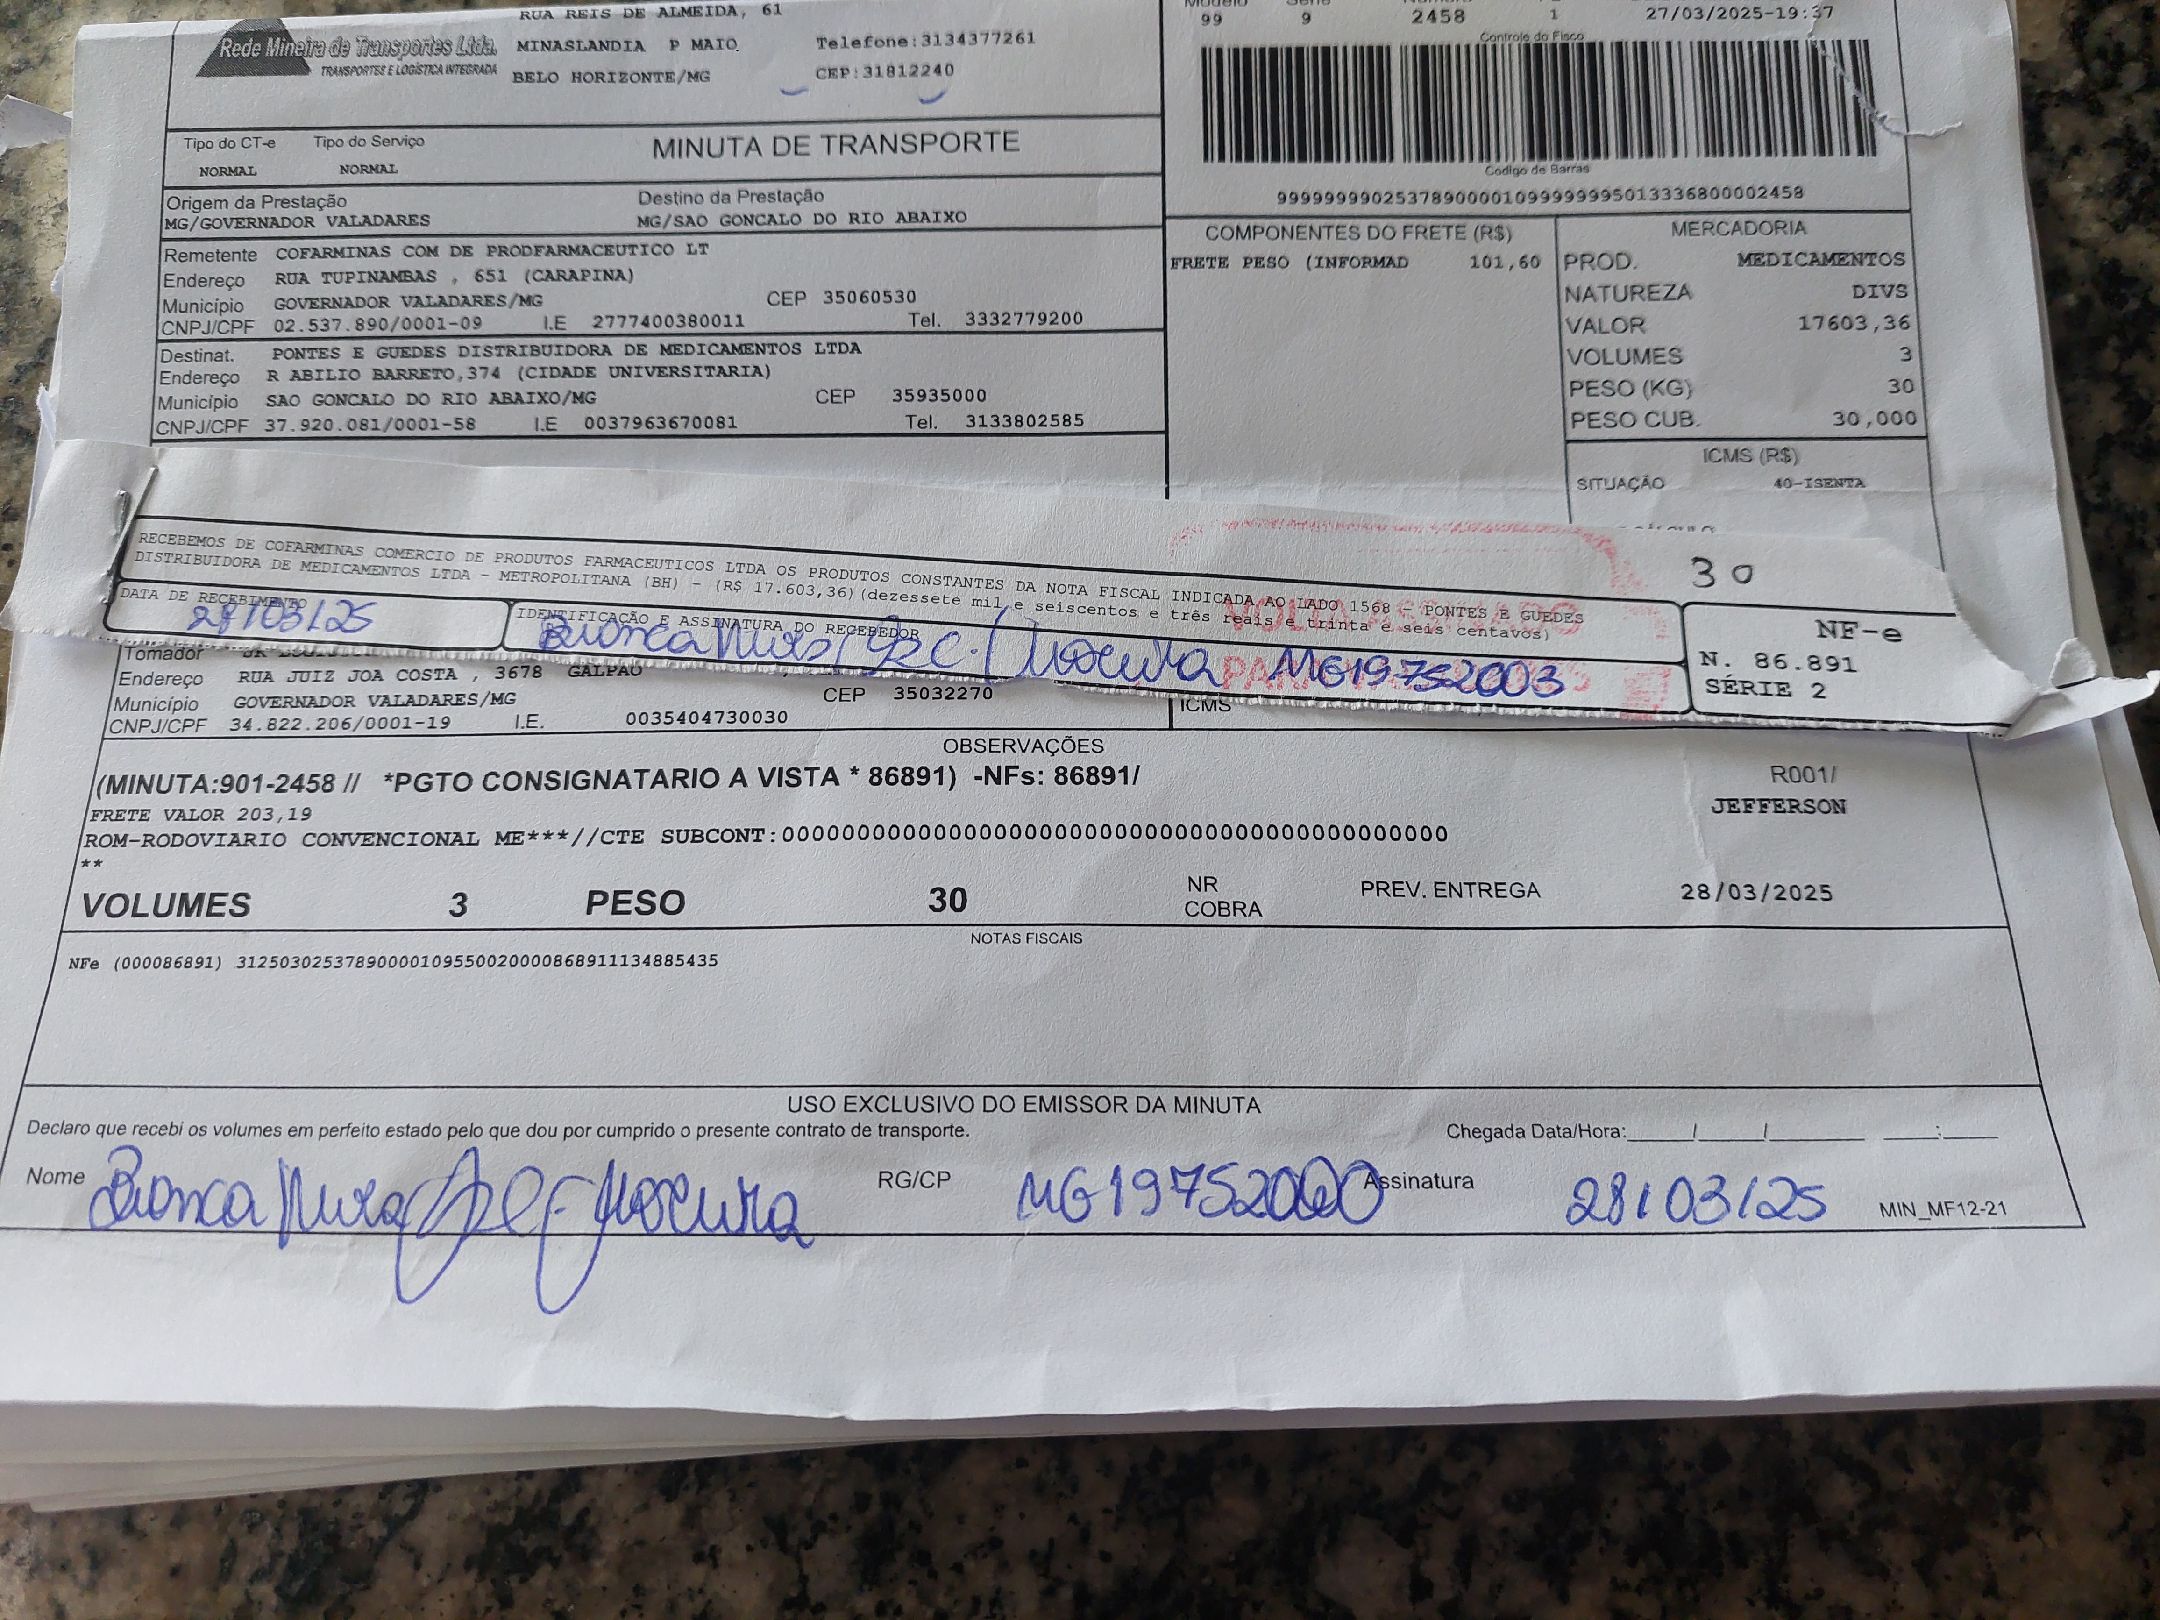 RUA REIS DE ALMEIDA, 61
Rede Mineira de Transportes Ltda.
TRANSPORTES E LOGÍSTICA INTEGRADA
MINASLANDIA P MAIO
Telefone:3134377261
BELO HORIZONTE/MG
CEP:31812240
Modelo
99
9
2458
1
27/03/2025-19:37
Controle do Fisco
Codigo de Barras
Tipo do CT-e Tipo do Serviço
NORMAL NORMAL
MINUTA DE TRANSPORTE
Origem da Prestação Destino da Prestação
MG/GOVERNADOR VALADARES MG/SAO GONCALO DO RIO ABAIXO
Remetente COFARMINAS COM DE PRODFARMACEUTICO LT
Endereço RUA TUPINAMBAS , 651 (CARAPINA)
Município GOVERNADOR VALADARES/MG CEP 35060530
CNPJ/CPF 02.537.890/0001-09 I.E 2777400380011 Tel. 3332779200
Destinat. PONTES E GUEDES DISTRIBUIDORA DE MEDICAMENTOS LTDA
Endereço R ABILIO BARRETO,374 (CIDADE UNIVERSITARIA)
Município SAO GONCALO DO RIO ABAIXO/MG CEP 35935000
CNPJ/CPF 37.920.081/0001-58 I.E 0037963670081 Tel. 3133802585
COMPONENTES DO FRETE (R$)
FRETE PESO (INFORMAD 101,60
MERCADORIA
PROD. MEDICAMENTOS
NATUREZA DIVS
VALOR 17603,36
VOLUMES 3
PESO (KG) 30
PESO CUB. 30,000
ICMS (R$)
SITUAÇÃO 40-ISENTA
RECEBEMOS DE COFARMINAS COMERCIO DE PRODUTOS FARMACEUTICOS LTDA OS PRODUTOS CONSTANTES DA NOTA FISCAL INDICADA AO LADO 1568 - PONTES E GUEDES
DISTRIBUIDORA DE MEDICAMENTOS LTDA - METROPOLITANA (BH) - (R$ 17.603,36) (dezessete mil e seiscentos e três reais e trinta e seis centavos)
DATA DE RECEBIMENTO
28/03/25
IDENTIFICAÇÃO E ASSINATURA DO RECEBEDOR
MG19752003
30
NF-e
N. 86.891
SÉRIE 2
Tomador
Endereço RUA JUIZ JOA COSTA , 3678 GALPAO
Município GOVERNADOR VALADARES/MG CEP 35032270
CNPJ/CPF 34.822.206/0001-19 I.E. 0035404730030
ICMS
OBSERVAÇÕES
(MINUTA:901-2458 // *PGTO CONSIGNATARIO A VISTA * 86891) -NFs: 86891/
R001/
FRETE VALOR 203,19
JEFFERSON
ROM-RODOVIARIO CONVENCIONAL ME***//CTE SUBCONT:
**
VOLUMES 3 PESO 30 NR COBRA PREV. ENTREGA 28/03/2025
NOTAS FISCAIS
NFe (000086891) 31250302537890000109550020000868911134885435
USO EXCLUSIVO DO EMISSOR DA MINUTA
Declaro que recebi os volumes em perfeito estado pelo que dou por cumprido o presente contrato de transporte.
Chegada Data/Hora:____/____/____ ___:___
Nome
RG/CP
Assinatura 28/03/25
MIN_MF12-21